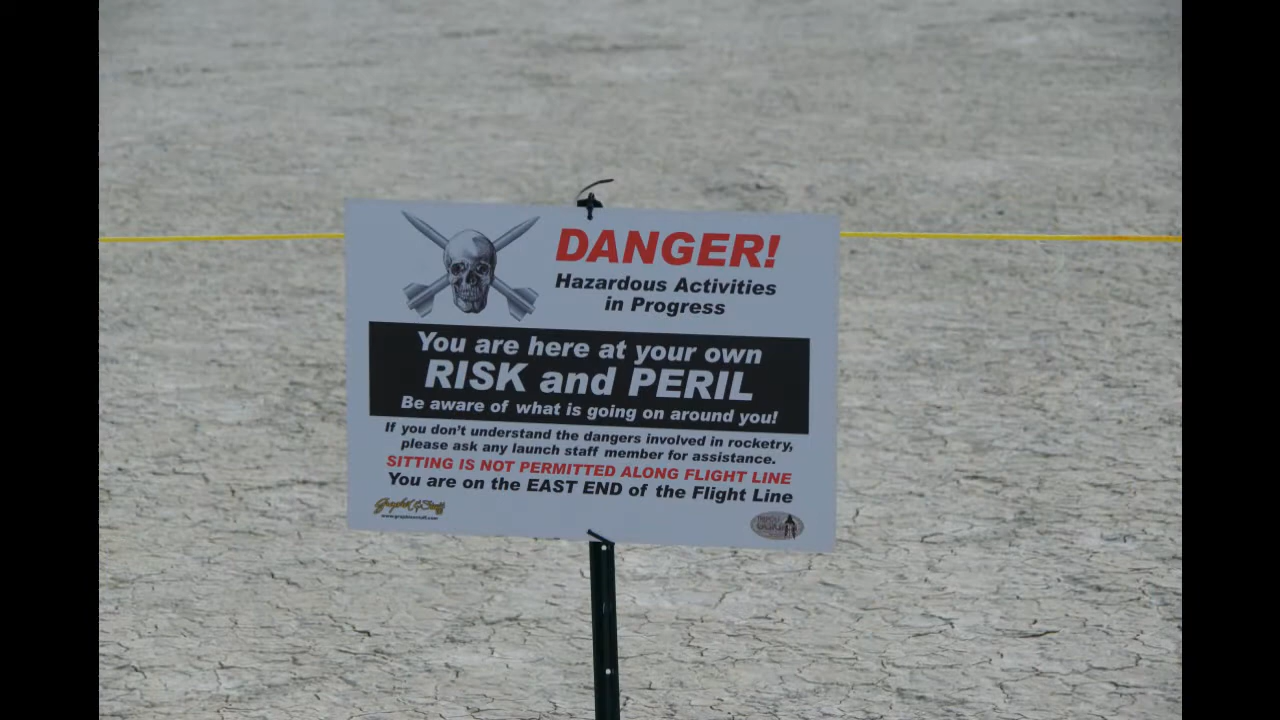 DANGER!
Hazardous Activities
in Progress
You are here at your own
RISK and PERIL
Be aware of what is going on around you!
If you don't understand the dangers involved in rocketry,
please ask any launch staff member for assistance.
SITTING IS NOT PERMITTED ALONG FLIGHT LINE
You are on the EAST END of the Flight Line